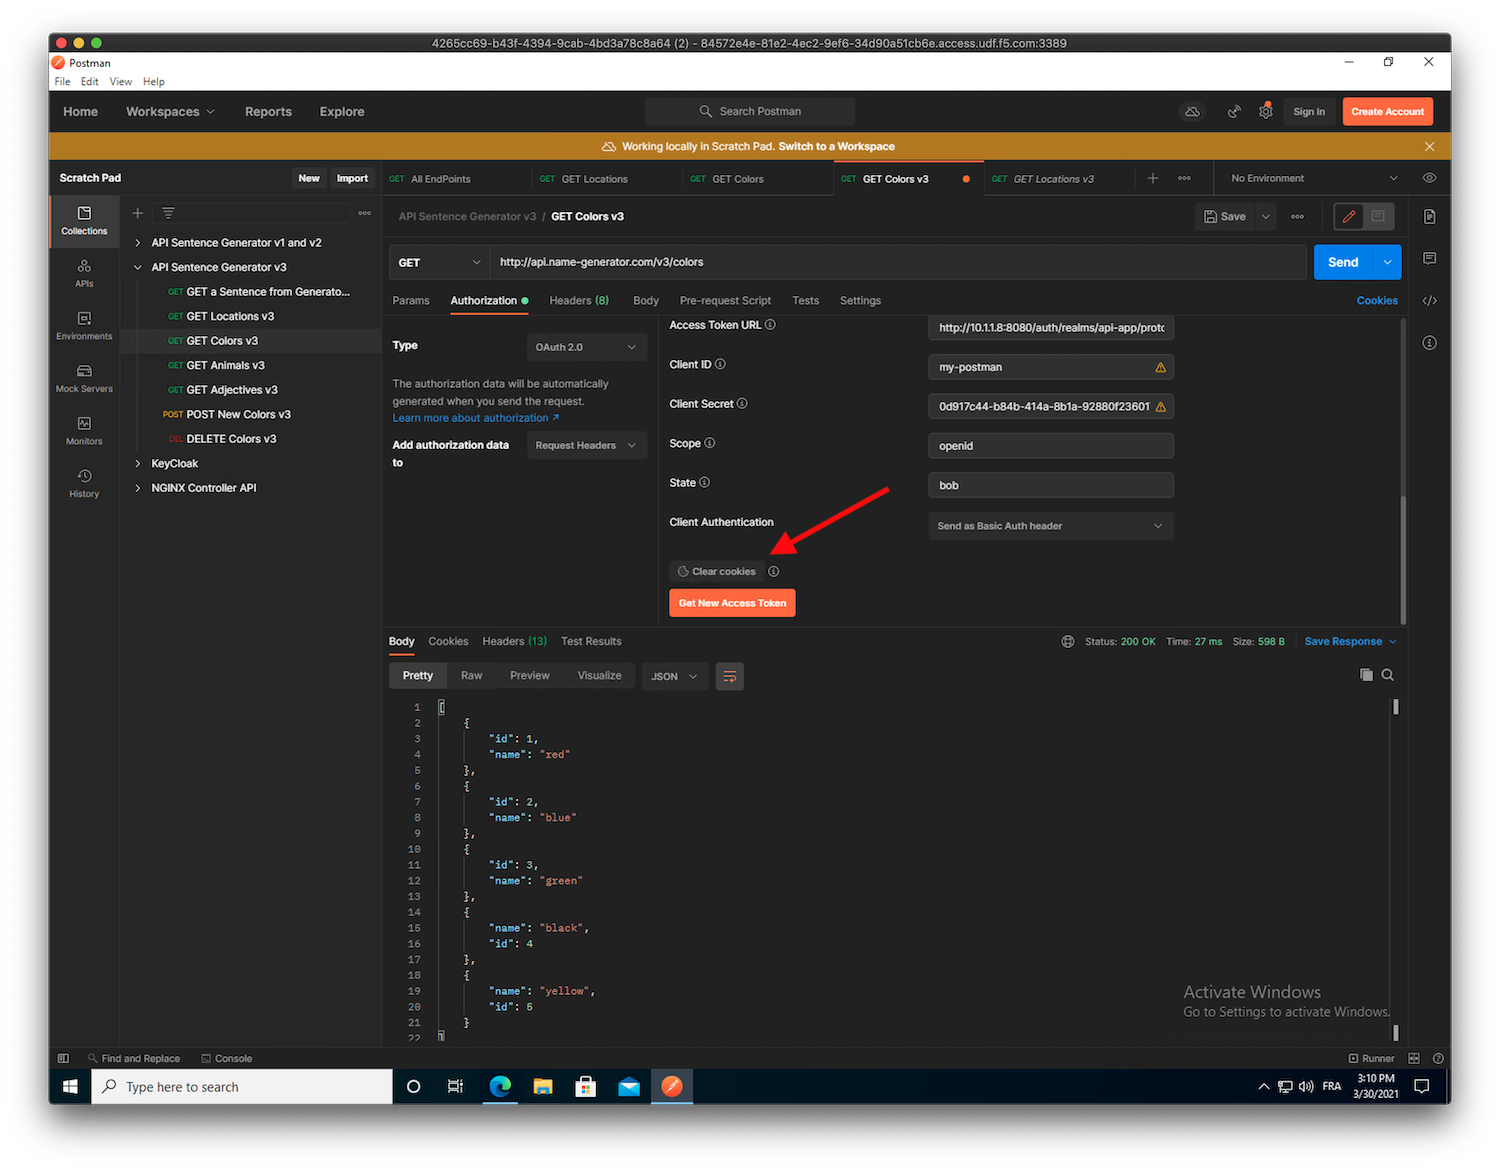 4265cc69-b43f-4394-9cab-4bd3a78c8a64 (2) - 84572e4e-81e2-4ec2-9ef6-34d90a51cb6e.access.udf.f5.com:3389
Postman
File Edit View Help
Home Workspaces Reports Explore Search Postman Sign In Create Account
Working locally in Scratch Pad. Switch to a Workspace
Scratch Pad New Import
GET All EndPoints GET GET Locations GET GET Colors GET GET Colors v3 GET GET Locations v3 No Environment
Collections
APIs
Environments
Mock Servers
Monitors
History
API Sentence Generator v1 and v2
API Sentence Generator v3
GET GET a Sentence from Generato...
GET GET Locations v3
GET GET Colors v3
GET GET Animals v3
GET GET Adjectives v3
POST POST New Colors v3
DEL DELETE Colors v3
KeyCloak
NGINX Controller API
API Sentence Generator v3 / GET Colors v3 Save
GET http://api.name-generator.com/v3/colors Send
Params Authorization Headers (8) Body Pre-request Script Tests Settings Cookies
Type OAuth 2.0
The authorization data will be automatically
generated when you send the request.
Learn more about authorization
Add authorization data
to
Request Headers
Access Token URL http://10.1.1.8:8080/auth/realms/api-app/protc
Client ID my-postman
Client Secret 0d917c44-b84b-414a-8b1a-92880f23601
Scope openid
State bob
Client Authentication Send as Basic Auth header
Clear cookies
Get New Access Token
Body Cookies Headers (13) Test Results Status: 200 OK Time: 27 ms Size: 598 B Save Response
Pretty Raw Preview Visualize JSON
1 [
2 {
3 "id": 1,
4 "name": "red"
5 },
6 {
7 "id": 2,
8 "name": "blue"
9 },
10 {
11 "id": 3,
12 "name": "green"
13 },
14 {
15 "name": "black",
16 "id": 4
17 },
18 {
19 "name": "yellow",
20 "id": 5
21 }
22 ]
Activate Windows
Go to Settings to activate Windows.
Find and Replace Console Runner
Type here to search
FRA
3:10 PM
3/30/2021